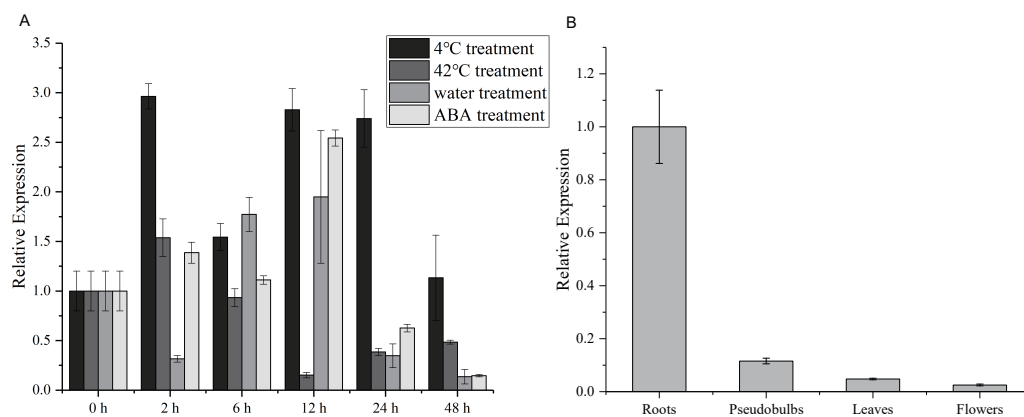 A
Relative Expression
3.5
3.0
2.5
2.0
1.5
1.0
0.5
0.0
0 h 2 h 6 h 12 h 24 h 48 h
4°C treatment
42°C treatment
water treatment
ABA treatment
B
Relative Expression
1.2
1.0
0.8
0.6
0.4
0.2
0.0
Roots Pseudobulbs Leaves Flowers